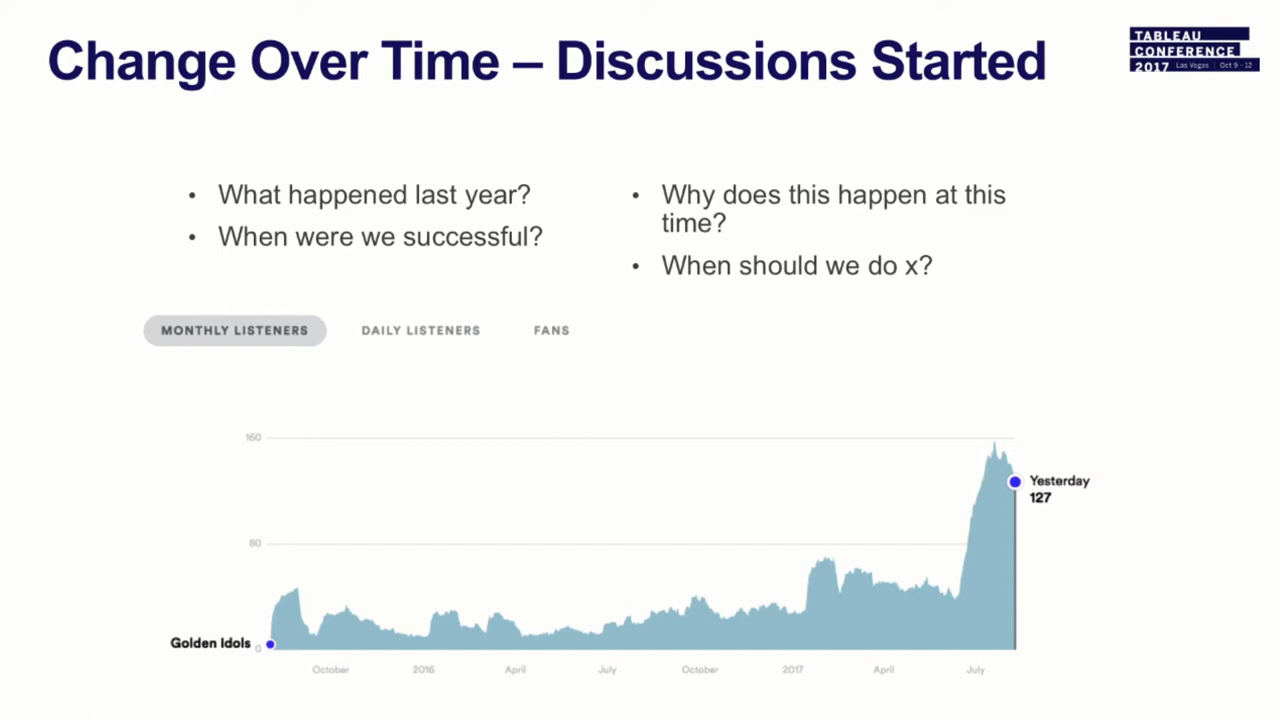 Change Over Time – Discussions Started
TABLEAU
CONFERENCE
2017 Las Vegas | Oct 9 - 12
• What happened last year?
• When were we successful?
• Why does this happen at this
time?
• When should we do x?
MONTHLY LISTENERS DAILY LISTENERS FANS
160
Yesterday
127
80
Golden Idols
0
October 2016 April July October 2017 April July